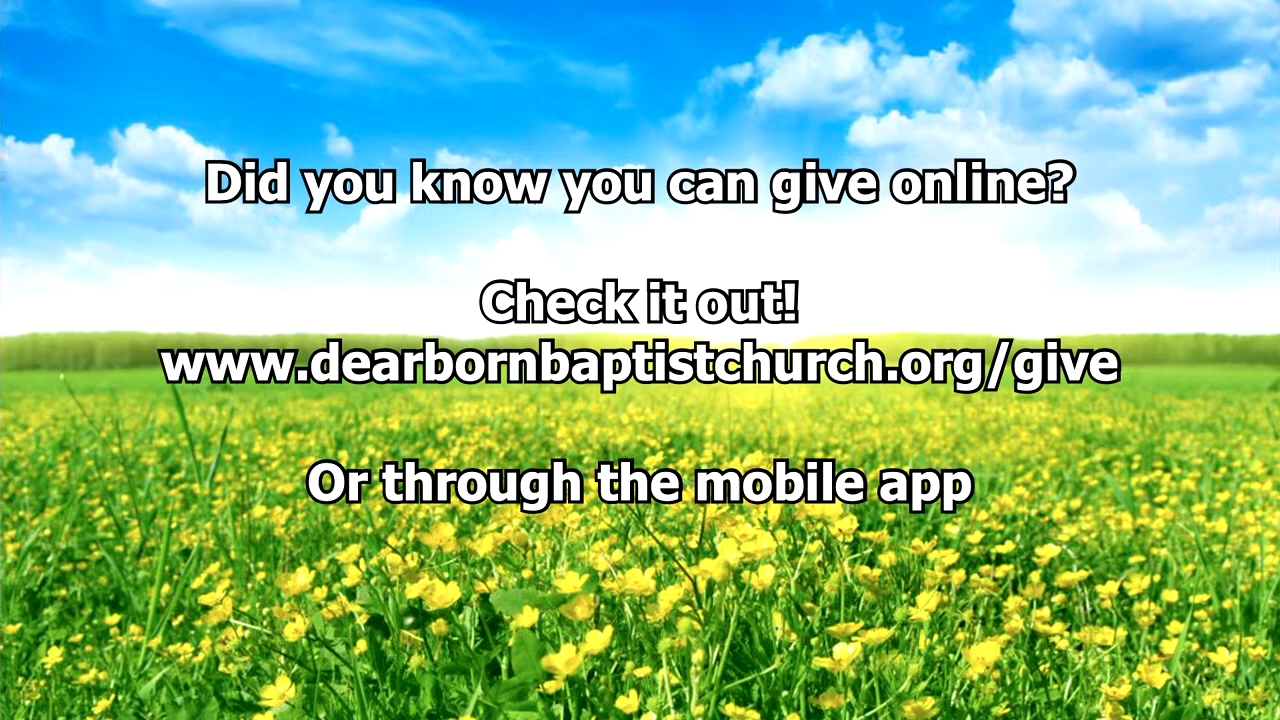 Did you know you can give online?
Check it out!
www.dearbornbaptistchurch.org/give
Or through the mobile app